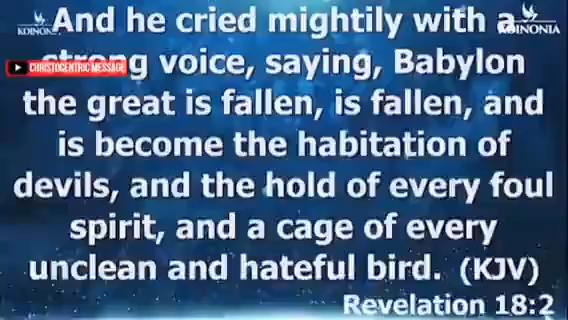 And he cried mightily with a
strong voice, saying, Babylon
the great is fallen, is fallen, and
is become the habitation of
devils, and the hold of every foul
spirit, and a cage of every
unclean and hateful bird. (KJV)
Revelation 18:2
KOINONIA
KOINONIA
CHRISTOCENTRIC MESSAGE